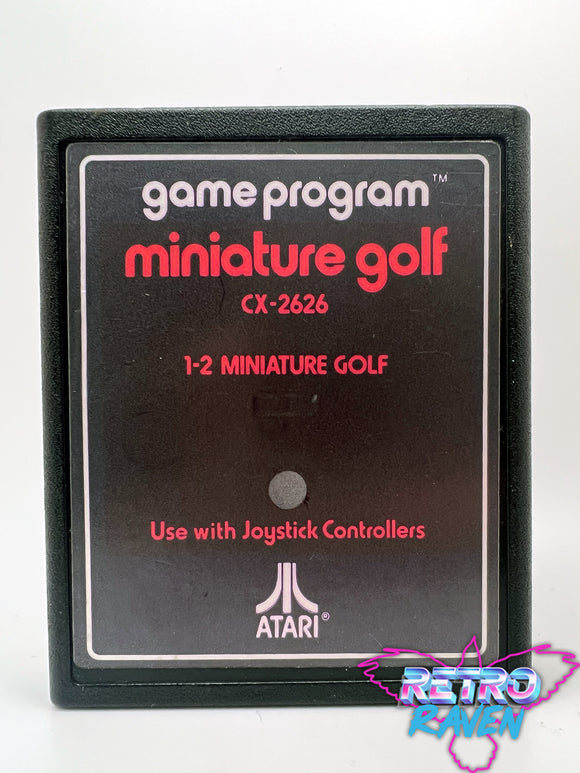 game program™
miniature golf
CX-2626
1-2 MINIATURE GOLF
Use with Joystick Controllers
ATARI®
RETRO
RAVEN